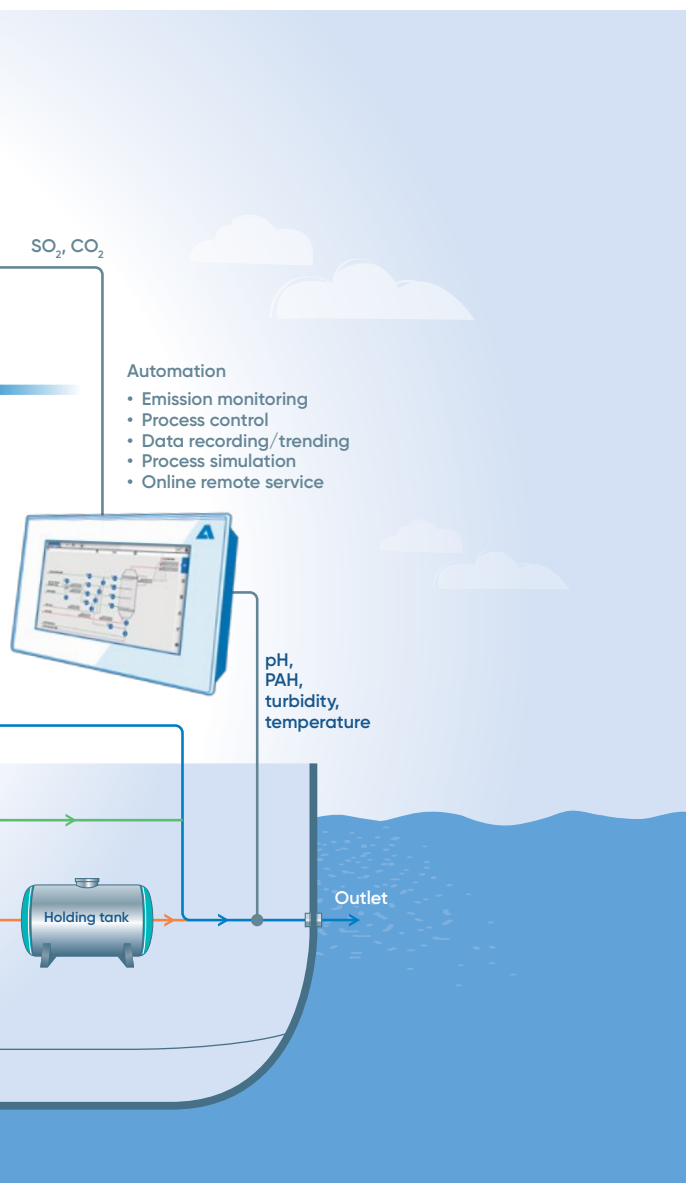 SO₂, CO₂
Automation
• Emission monitoring
• Process control
• Data recording/trending
• Process simulation
• Online remote service
pH,
PAH,
turbidity,
temperature
Outlet
Holding tank